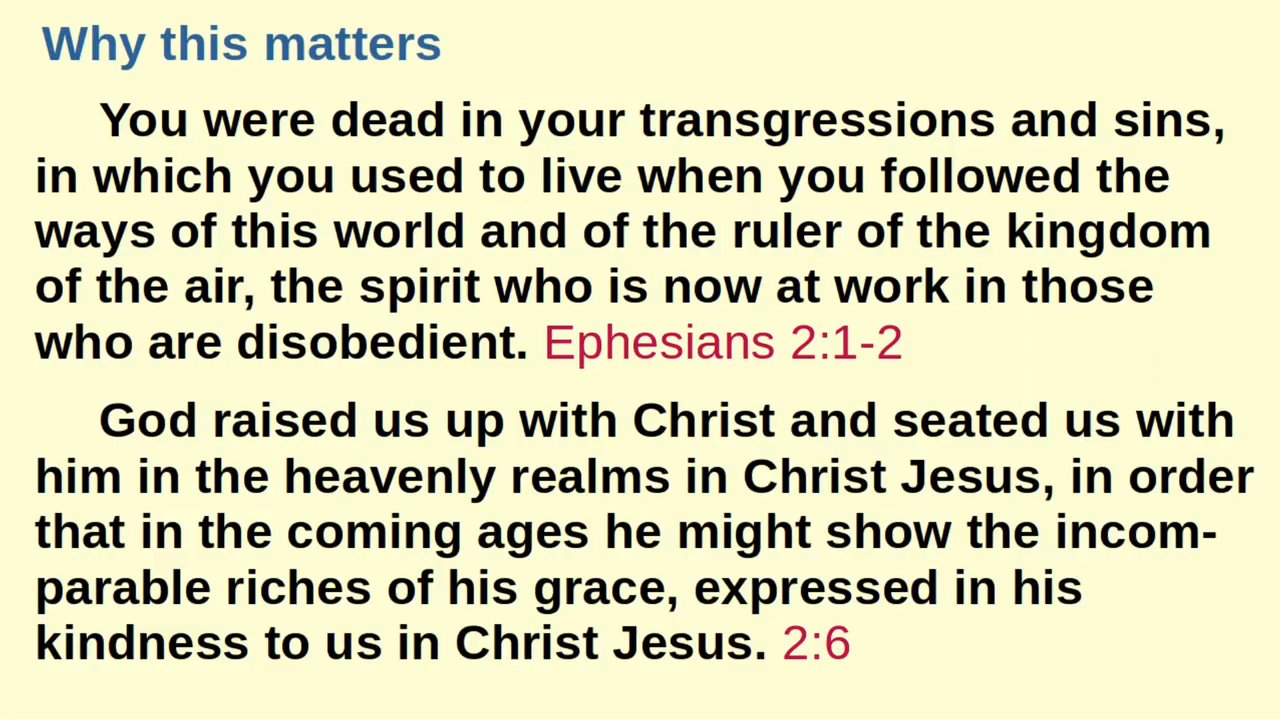 Why this matters
You were dead in your transgressions and sins,
in which you used to live when you followed the
ways of this world and of the ruler of the kingdom
of the air, the spirit who is now at work in those
who are disobedient. Ephesians 2:1-2
God raised us up with Christ and seated us with
him in the heavenly realms in Christ Jesus, in order
that in the coming ages he might show the incom-
parable riches of his grace, expressed in his
kindness to us in Christ Jesus. 2:6